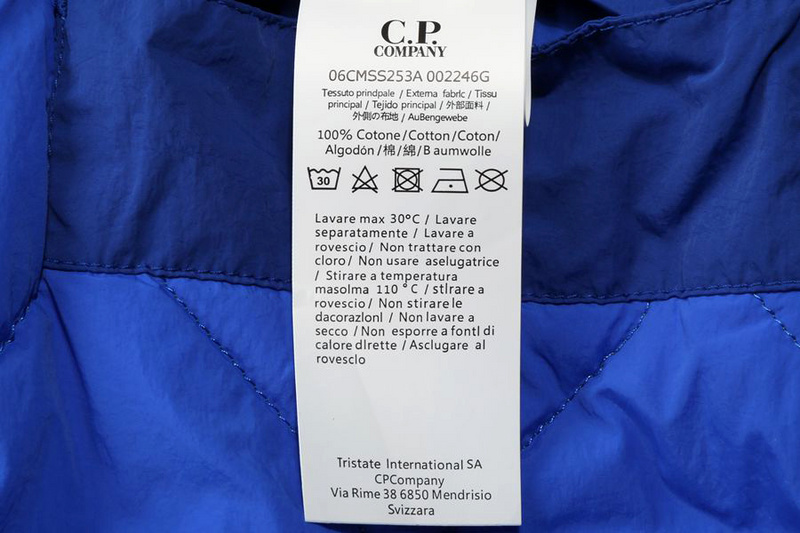 C.P.
COMPANY
06CMSS253A 002246G
Tessuto prindpale / Externa fabrlc / Tissu
principal / Tejido principal / 外部面料 /
外側の布地 / AuBengewebe
100% Cotone/Cotton/Coton/
Algodón /棉/綿/B aumwolle
30
Lavare max 30°C / Lavare
separatamente / Lavare a
rovescio / Non trattare con
cloro/ Non usare aselugatrice
/ Stirare a temperatura
masolma 110 °C / stlrare a
rovescio / Non stirare le
dacorazlonl / Non lavare a
secco /Non esporre a fontl di
calore dlrette / Asclugare al
rovesclo
Tristate International SA
CPCompany
Via Rime 38 6850 Mendrisio
Svizzara